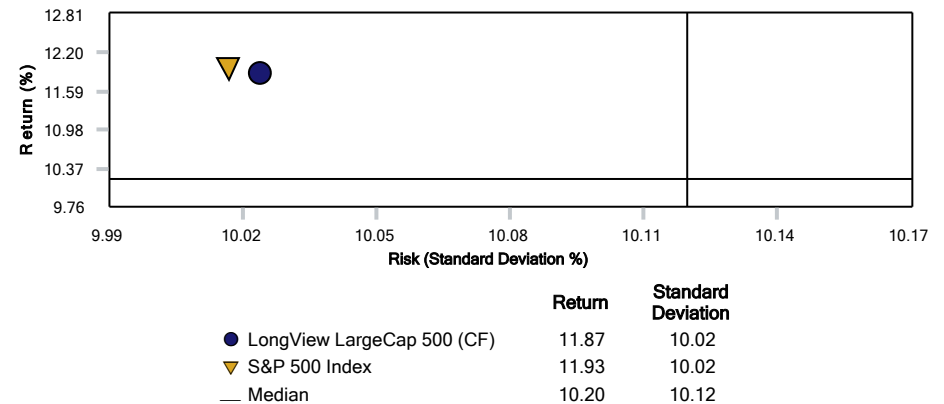 12.81
12.20
11.59
10.98
10.37
9.76
Return (%)
9.99 10.02 10.05 10.08 10.11 10.14 10.17
Risk (Standard Deviation %)
Return Standard Deviation
LongView LargeCap 500 (CF) 11.87 10.02
S&P 500 Index 11.93 10.02
Median 10.20 10.12